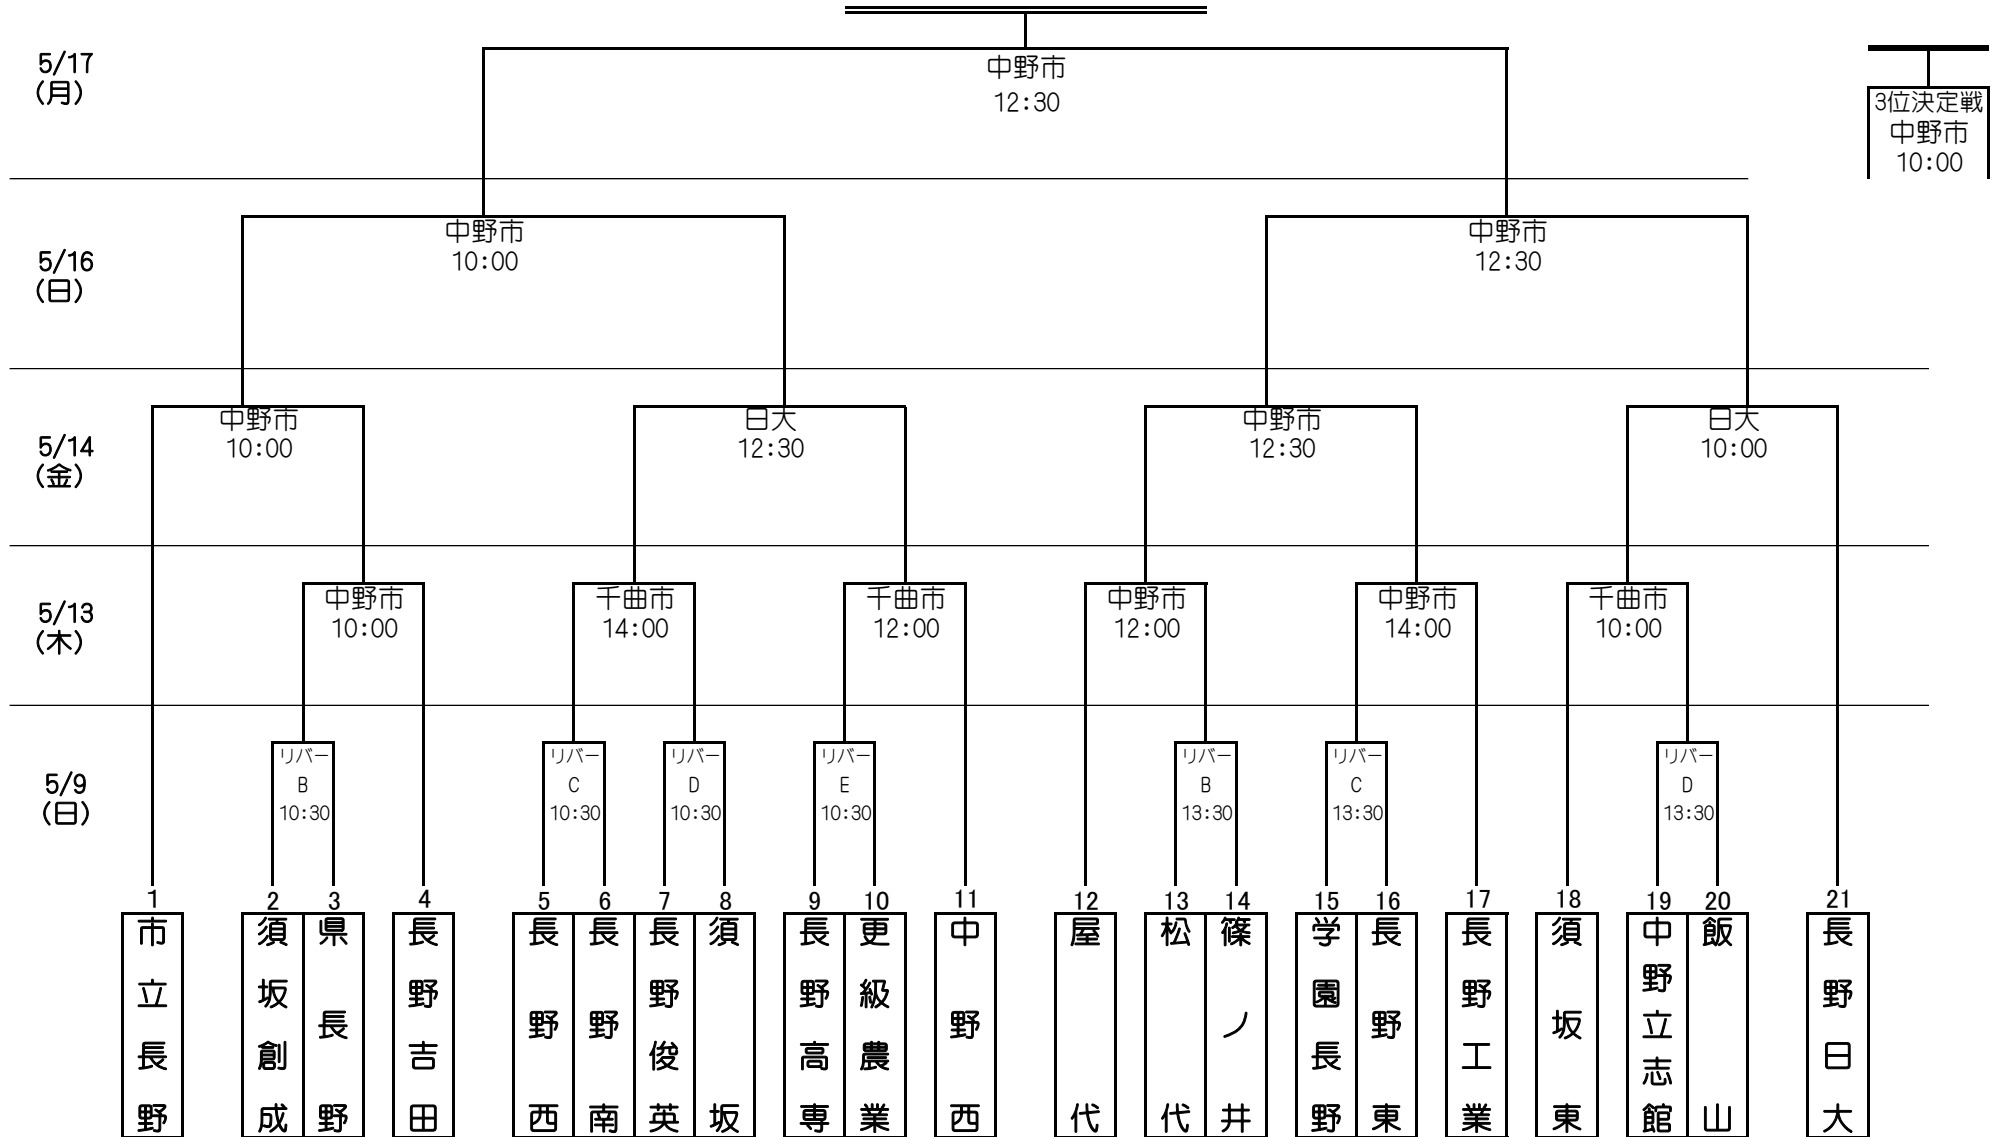 5/17
(月)
中野市
12:30
3位決定戦
中野市
10:00
5/16
(日)
中野市
10:00
中野市
12:30
5/14
(金)
中野市
10:00
日大
12:30
中野市
12:30
日大
10:00
5/13
(木)
中野市
10:00
千曲市
14:00
千曲市
12:00
中野市
12:00
中野市
14:00
千曲市
10:00
5/9
(日)
リバー
B
10:30
リバー
C
10:30
リバー
D
10:30
リバー
E
10:30
リバー
B
13:30
リバー
C
13:30
リバー
D
13:30
1
市立長野
2
須坂創成
3
県長野
4
長野吉田
5
長野西
6
長野南
7
長野俊英
8
須坂
9
長野高専
10
更級農業
11
中野西
12
屋代
13
松代
14
篠ノ井
15
学園長野
16
長野東
17
長野工業
18
須坂東
19
中野立志館
20
飯山
21
長野日大